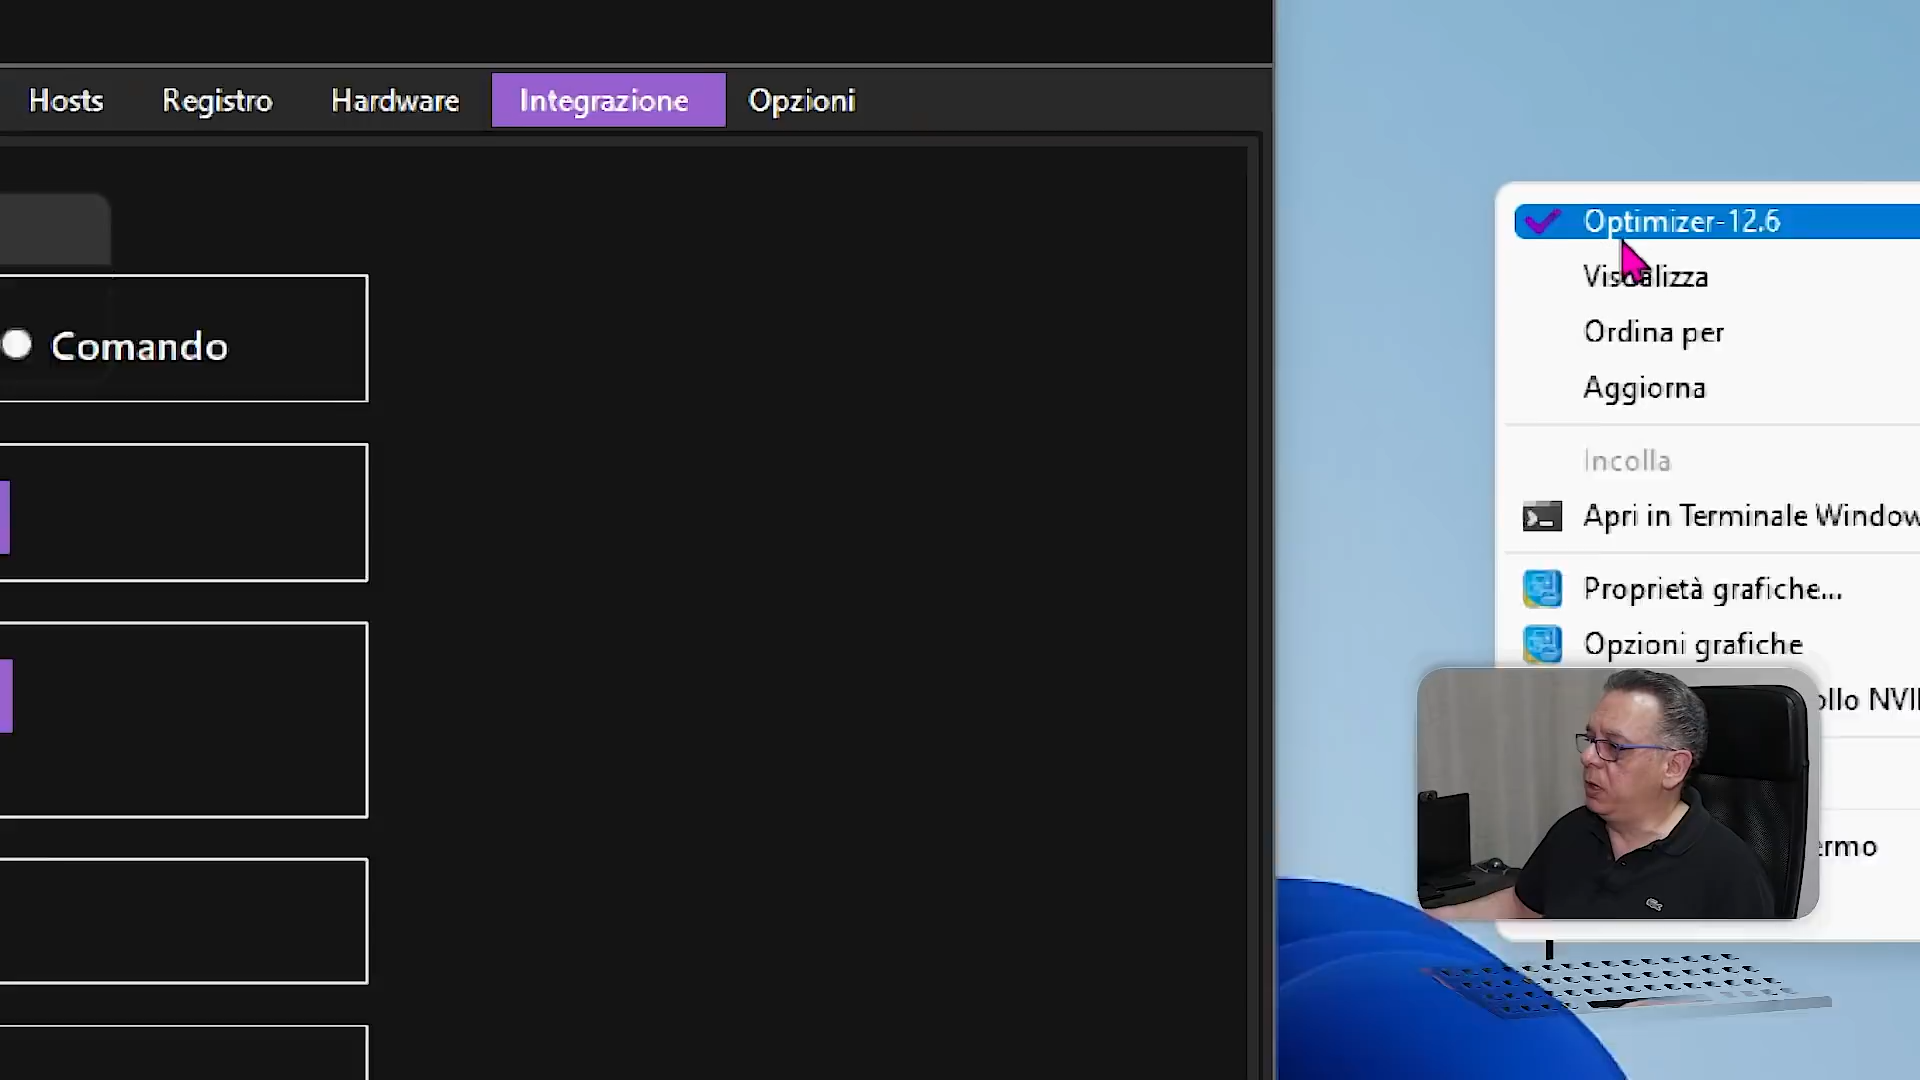 Hosts Registro Hardware Integrazione Opzioni
Comando
Optimizer-12.6
Visualizza
Ordina per
Aggiorna
Incolla
Apri in Terminale Window
Proprietà grafiche...
Opzioni grafiche